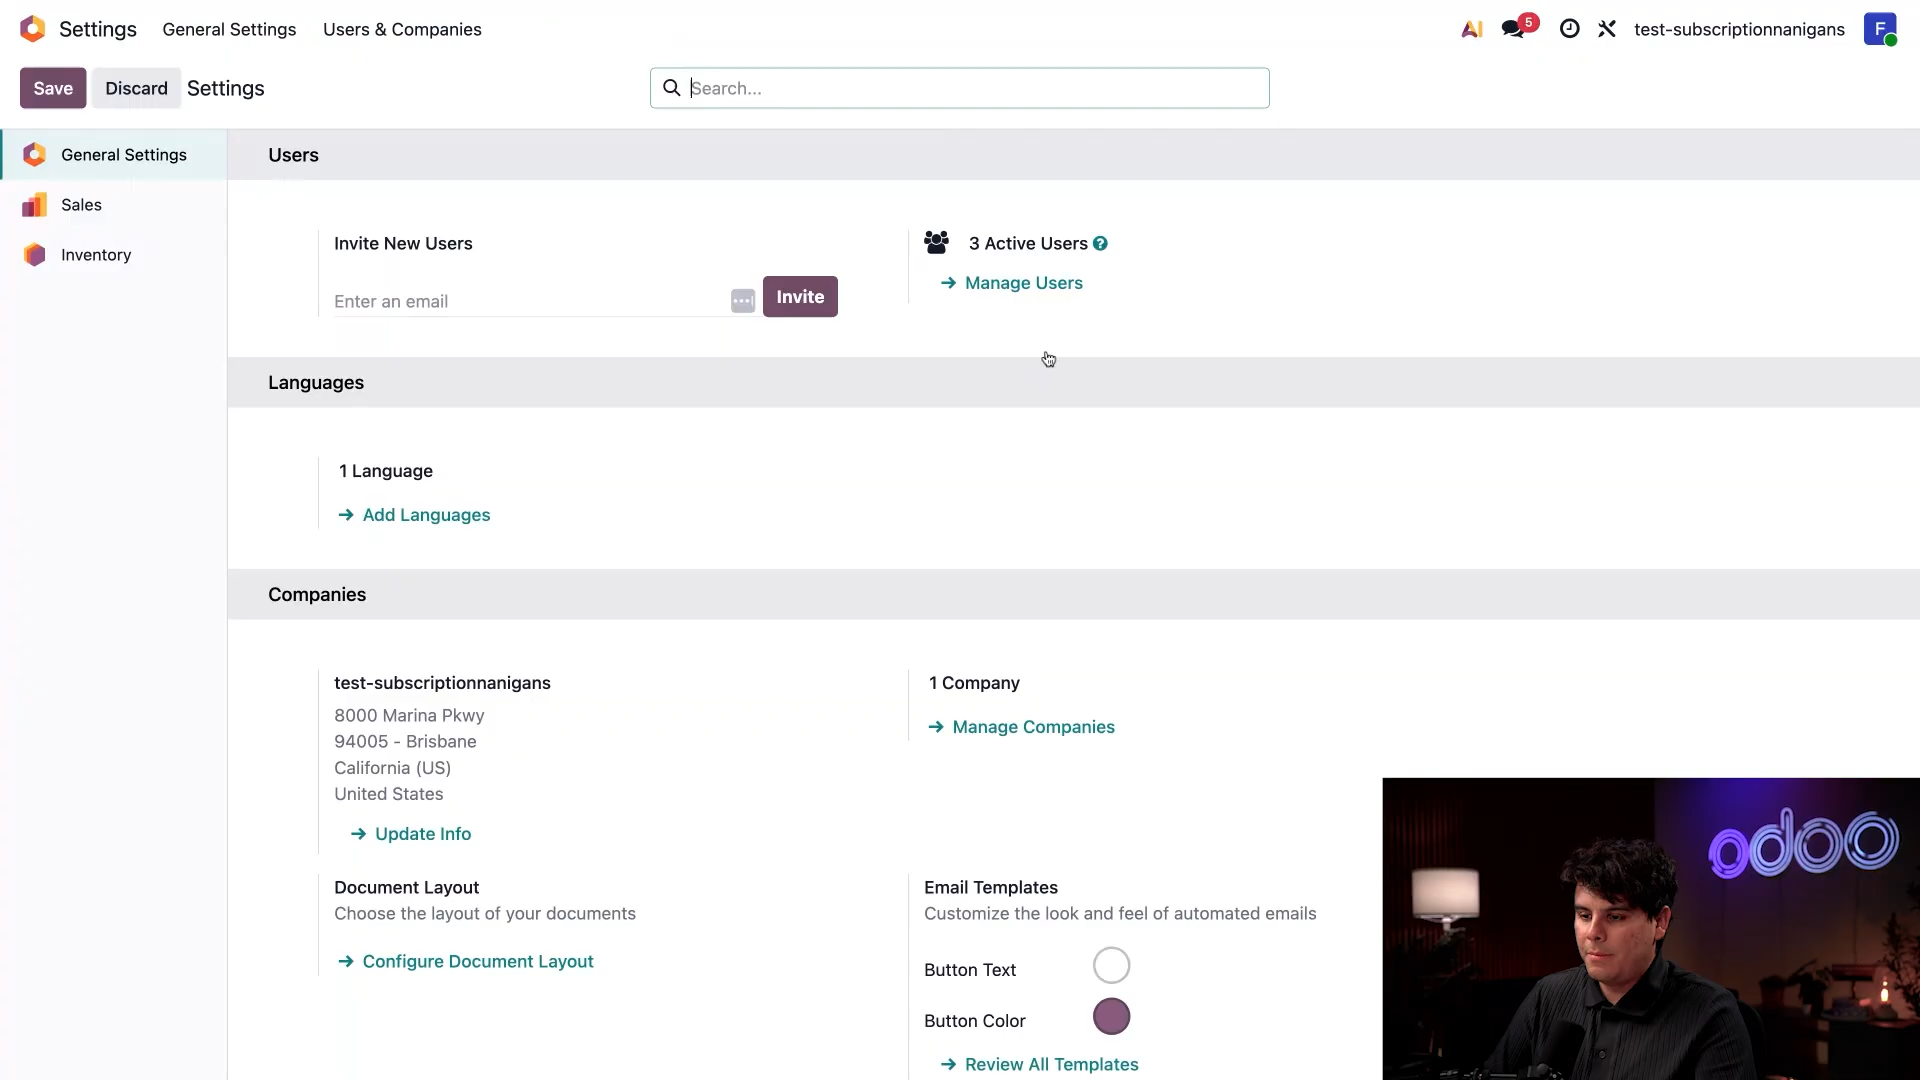 Settings General Settings Users & Companies AI 5 test-subscriptionnanigans F
Save Discard Settings Search...
General Settings
Sales
Inventory
Users
Invite New Users
Enter an email Invite
3 Active Users ?
Manage Users
Languages
1 Language
Add Languages
Companies
test-subscriptionnanigans
8000 Marina Pkwy
94005 - Brisbane
California (US)
United States
Update Info
1 Company
Manage Companies
Document Layout
Choose the layout of your documents
Configure Document Layout
Email Templates
Customize the look and feel of automated emails
Button Text
Button Color
Review All Templates
odoo